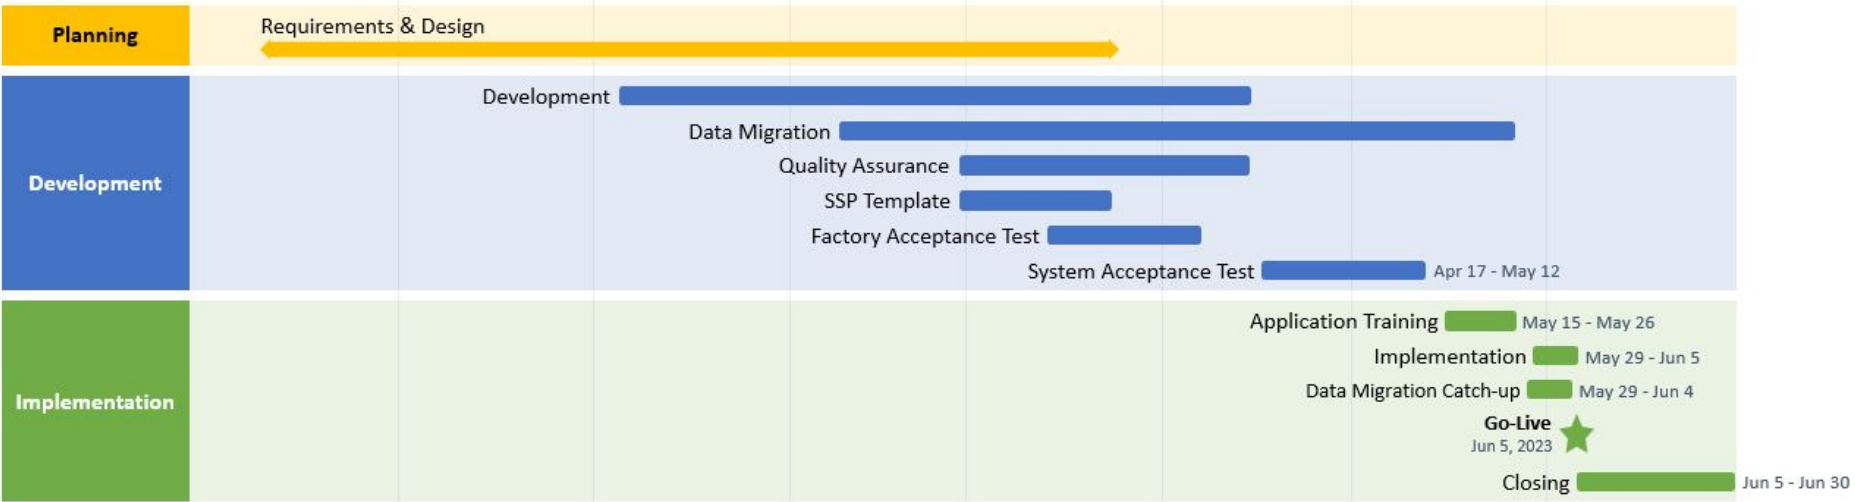 Planning
Requirements & Design
Development
Development
Data Migration
Quality Assurance
SSP Template
Factory Acceptance Test
System Acceptance Test Apr 17 - May 12
Implementation
Application Training May 15 - May 26
Implementation May 29 - Jun 5
Data Migration Catch-up May 29 - Jun 4
Go-Live
Jun 5, 2023
Closing Jun 5 - Jun 30